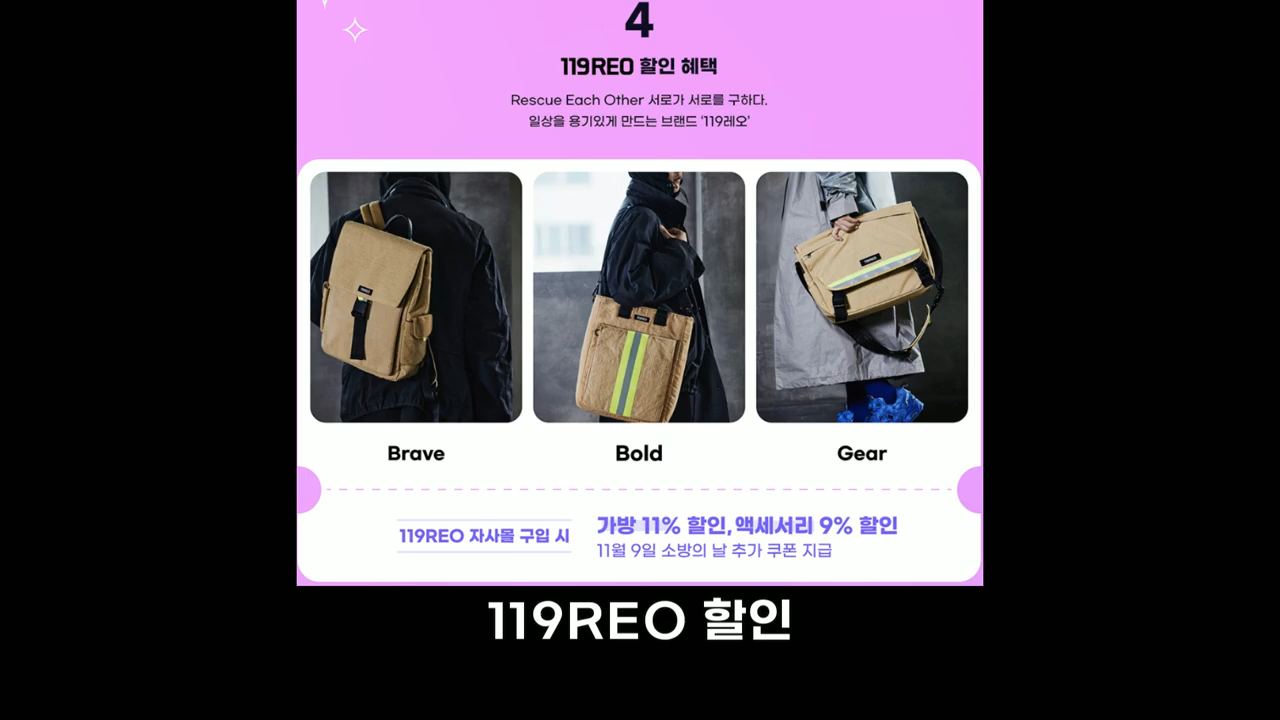 4
119REO 할인 혜택
Rescue Each Other 서로가 서로를 구하다.
일상을 용기있게 만드는 브랜드 ‘119레오’
Brave
Bold
Gear
119REO 자사몰 구입 시
가방 11% 할인, 액세서리 9% 할인
11월 9일 소방의 날 추가 쿠폰 지급
119REO 할인